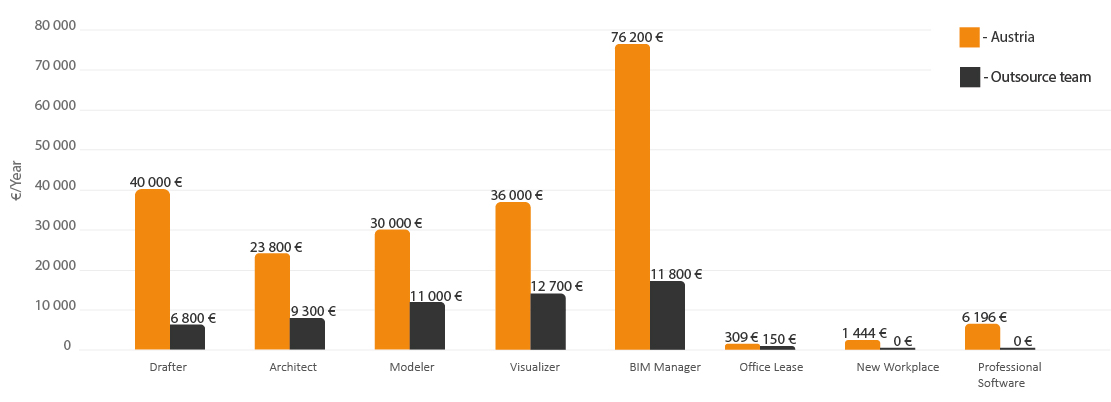 80 000
70 000
60 000
50 000
40 000
30 000
20 000
10 000
0
€/Year
- Austria
- Outsource team
40 000 €
6 800 €
23 800 €
9 300 €
30 000 €
11 000 €
36 000 €
12 700 €
76 200 €
11 800 €
309 €
150 €
1 444 €
0 €
6 196 €
0 €
Drafter
Architect
Modeler
Visualizer
BIM Manager
Office Lease
New Workplace
Professional
Software